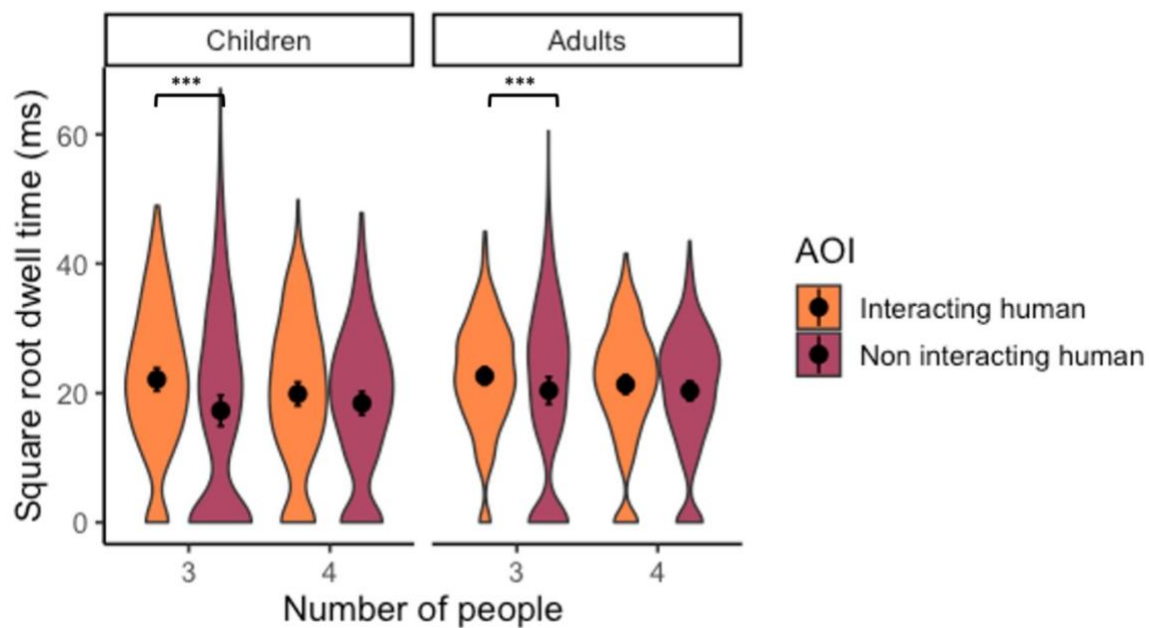 Children
Adults
***
***
Square root dwell time (ms)
60
40
20
0
3
4
3
4
Number of people
AOI
Interacting human
Non interacting human